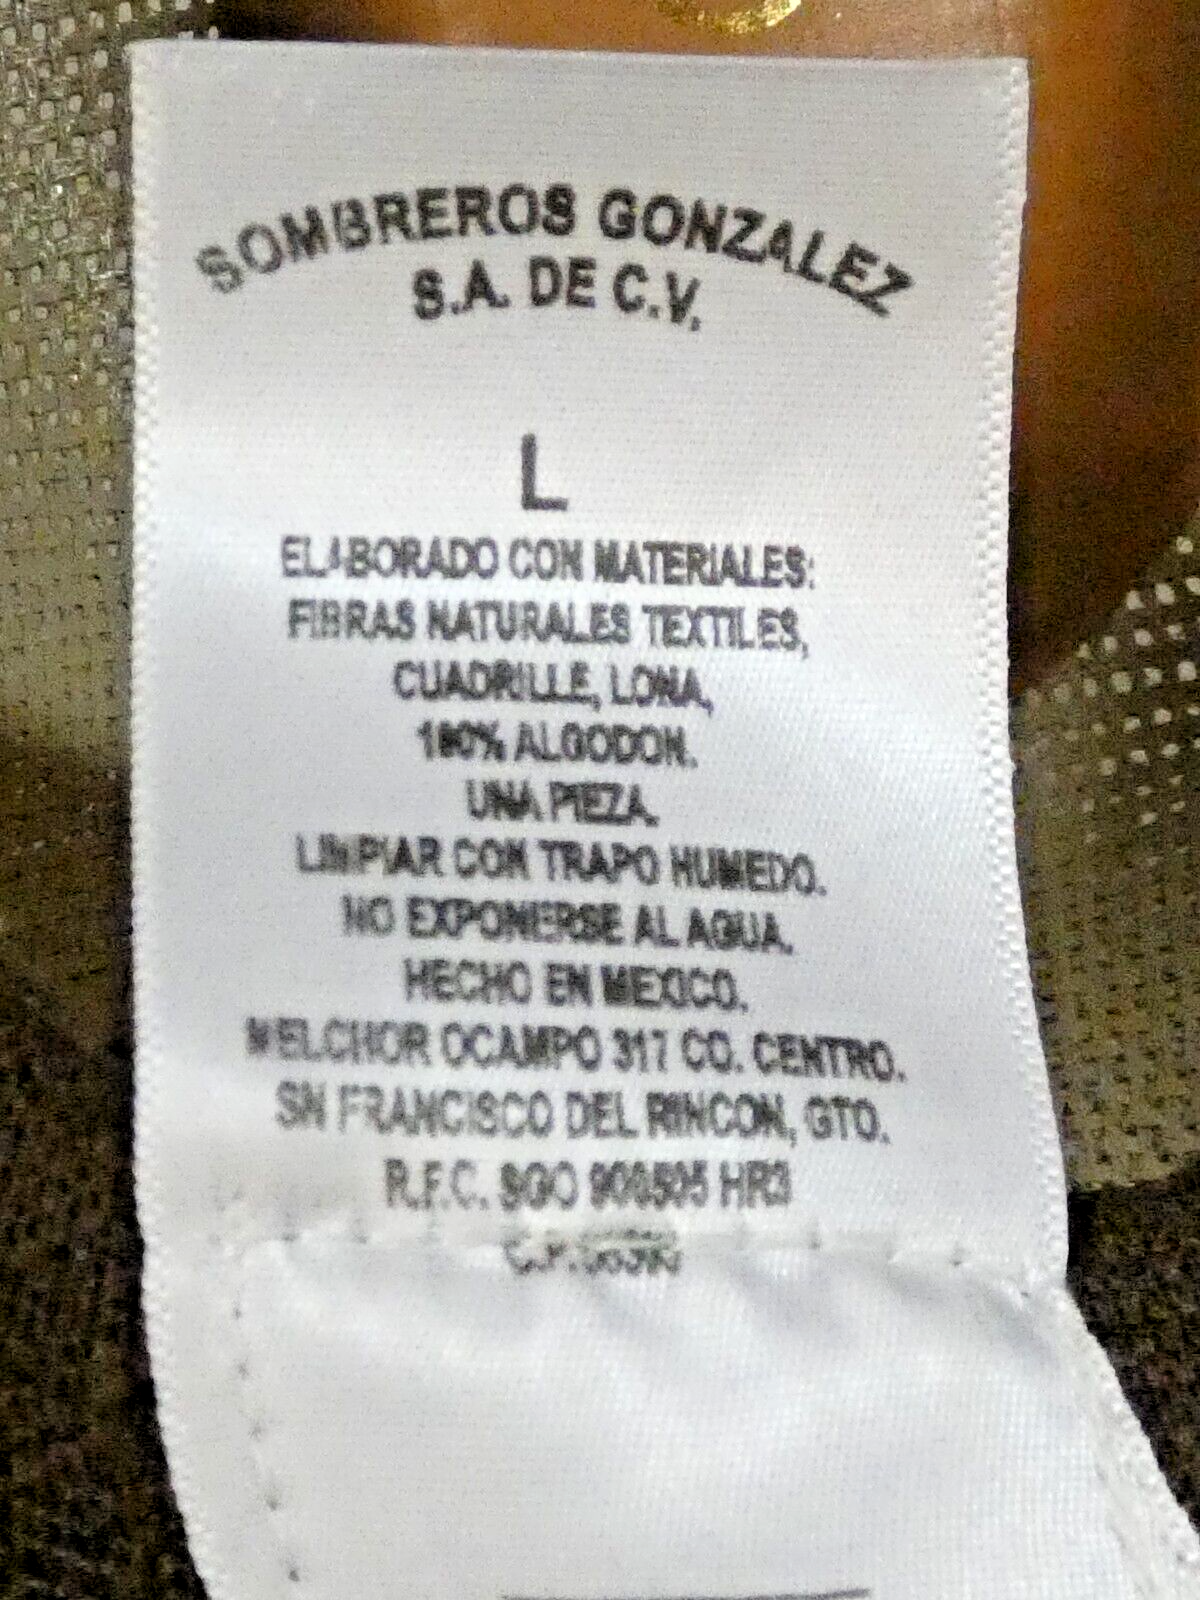 SOMBREROS GONZALEZ
S.A. DE C.V.
L
ELABORADO CON MATERIALES:
FIBRAS NATURALES TEXTILES,
CUADRILLE, LONA,
100% ALGODON.
UNA PIEZA.
LIMPIAR CON TRAPO HUMEDO.
NO EXPONERSE AL AGUA.
HECHO EN MEXICO.
MELCHOR OCAMPO 317 CO. CENTRO.
SN FRANCISCO DEL RINCON, GTO.
R.F.C. SGO HR3
C.P.